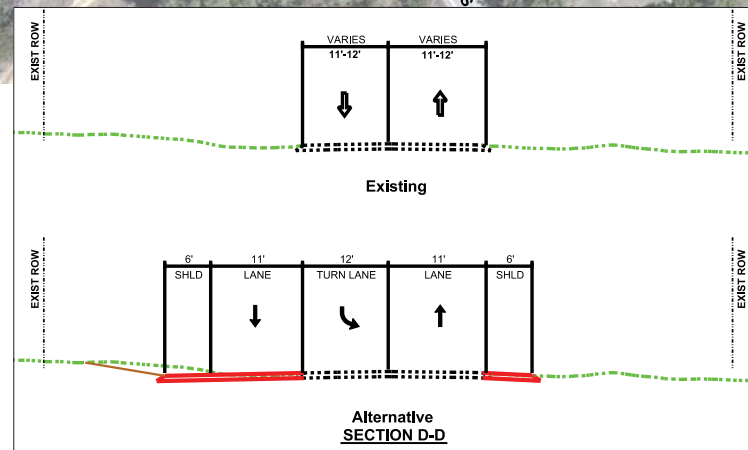 EXIST ROW
VARIES VARIES
11'-12' 11'-12'
EXIST ROW
Existing
EXIST ROW
6' 11' 12' 11' 6'
SHLD LANE TURN LANE LANE SHLD
EXIST ROW
Alternative
SECTION D-D